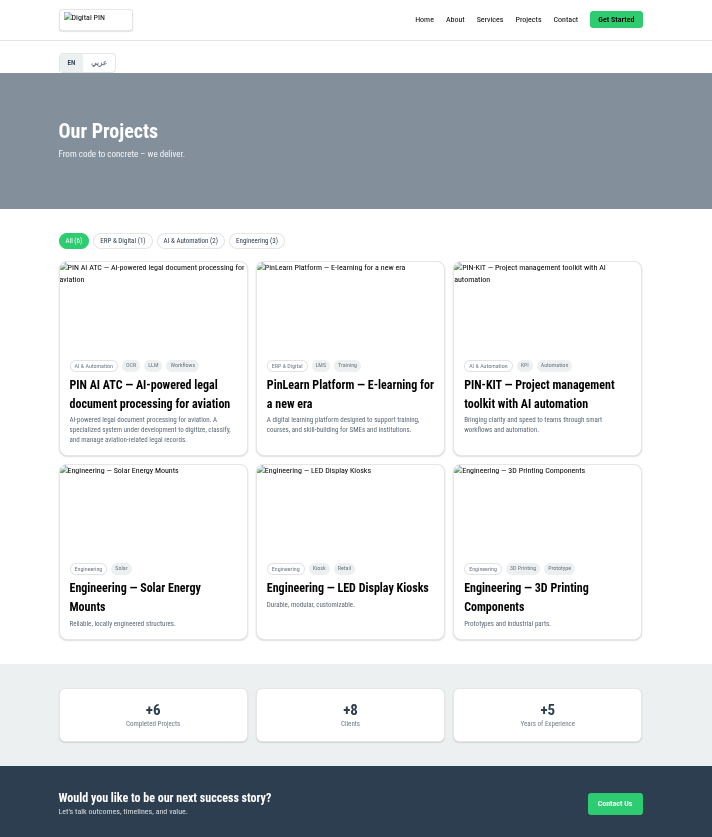 Digital PIN
Home About Services Projects Contact Get Started
EN عربي
Our Projects
From code to concrete – we deliver.
All (6) ERP & Digital (1) AI & Automation (2) Engineering (3)
PIN AI ATC — AI-powered legal document processing for
aviation
AI & Automation OCR LLM Workflows
PIN AI ATC — AI-powered legal
document processing for aviation
AI-powered legal document processing for aviation. A
specialized system under development to digitize, classify,
and manage aviation-related legal records.
PinLearn Platform — E-learning for a new era
ERP & Digital LMS Training
PinLearn Platform — E-learning for
a new era
A digital learning platform designed to support training,
courses, and skill-building for SMEs and institutions.
PIN-KIT — Project management toolkit with AI
automation
AI & Automation KPI Automation
PIN-KIT — Project management
toolkit with AI automation
Bringing clarity and speed to teams through smart
workflows and automation.
Engineering — Solar Energy Mounts
Engineering Solar
Engineering — Solar Energy
Mounts
Reliable, locally engineered structures.
Engineering — LED Display Kiosks
Engineering Kiosk Retail
Engineering — LED Display Kiosks
Durable, modular, customizable.
Engineering — 3D Printing Components
Engineering 3D Printing Prototype
Engineering — 3D Printing
Components
Prototypes and industrial parts.
+6
Completed Projects
+8
Clients
+5
Years of Experience
Would you like to be our next success story?
Let's talk outcomes, timelines, and value.
Contact Us